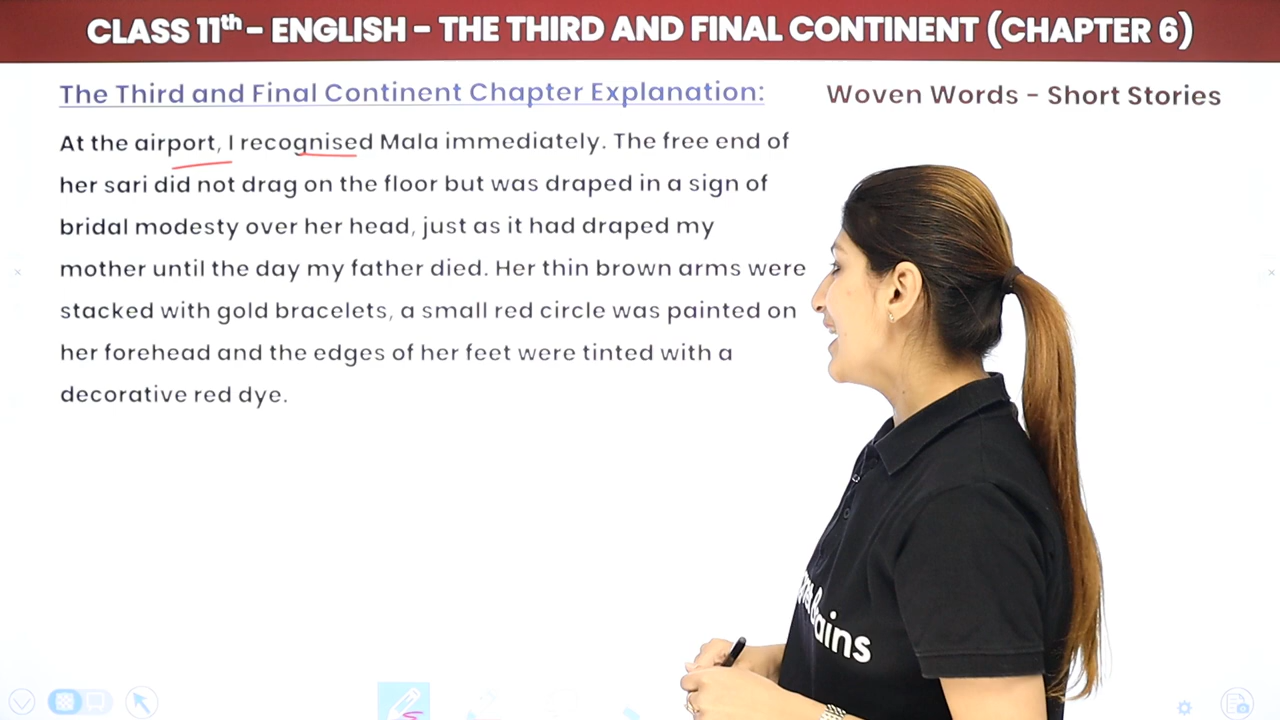 CLASS 11th – ENGLISH – THE THIRD AND FINAL CONTINENT (CHAPTER 6)
The Third and Final Continent Chapter Explanation:
Woven Words – Short Stories
At the airport, I recognised Mala immediately. The free end of
her sari did not drag on the floor but was draped in a sign of
bridal modesty over her head, just as it had draped my
mother until the day my father died. Her thin brown arms were
stacked with gold bracelets, a small red circle was painted on
her forehead and the edges of her feet were tinted with a
decorative red dye.